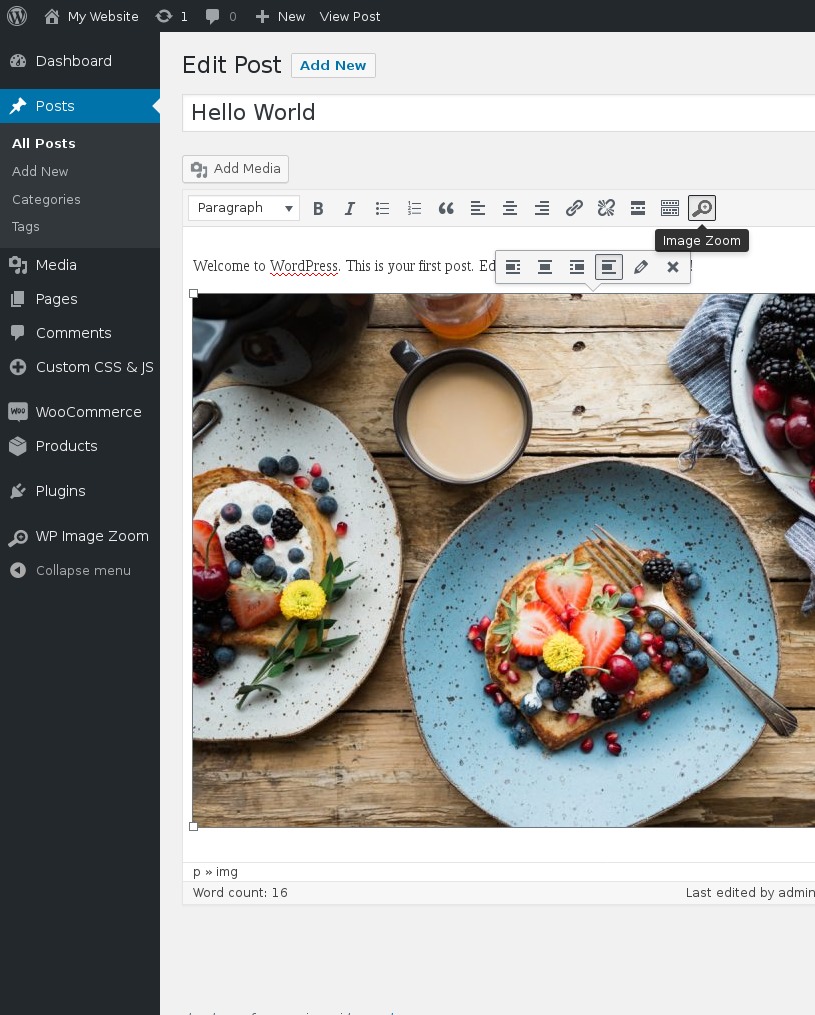 My Website 1 0 New View Post
Dashboard
Posts
All Posts
Add New
Categories
Tags
Media
Pages
Comments
Custom CSS & JS
WooCommerce
Products
Plugins
WP Image Zoom
Collapse menu
Edit Post Add New
Hello World
Add Media
Paragraph
Image Zoom
Welcome to WordPress. This is your first post. Ed !
p » img
Word count: 16 Last edited by admin